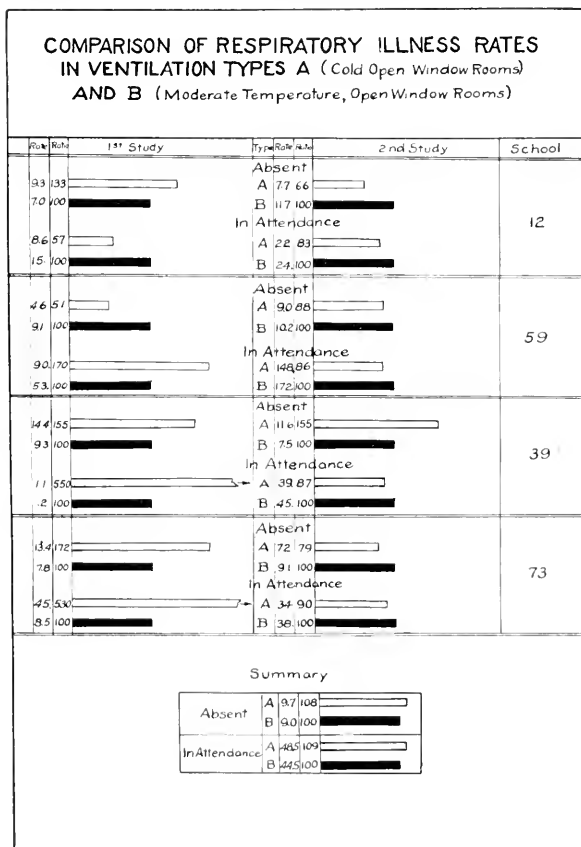 COMPARISON OF RESPIRATORY ILLNESS RATES
IN VENTILATION TYPES A (Cold Open Window Rooms)
AND B (Moderate Temperature, Open Window Rooms)
Rate Ratio 1st Study Type Rate Ratio 2nd Study School
Absent
9.3 133 A 7.7 66
7.0 100 B 11.7 100
12
In Attendance
8.6 57 A 22. 83
15. 100 B 24. 100
Absent
4.6 51 A 9.0 88
9.1 100 B 10.2 100
59
In Attendance
90. 170 A 148. 86
53. 100 B 172. 100
Absent
14.4 155 A 11.6 155
9.3 100 B 7.5 100
39
In Attendance
1.1 550 A 39. 87
.2 100 B 45. 100
Absent
13.4 172 A 7.2 79
7.8 100 B 9.1 100
73
In Attendance
45. 530 A 34. 90
8.5 100 B 38. 100
Summary
Absent A 9.7 108
B 9.0 100
In Attendance A 48.5 109
B 44.5 100